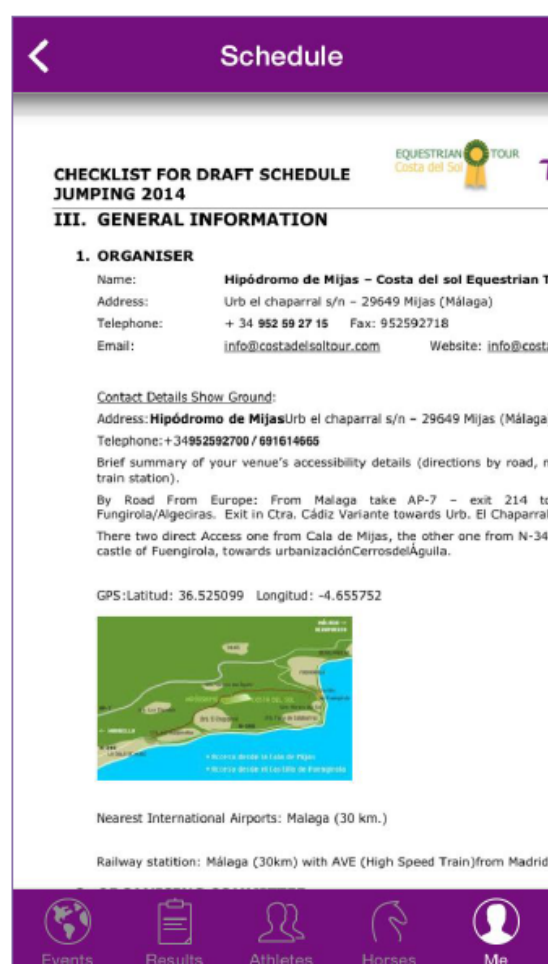 Schedule
EQUESTRIAN TOUR
Costa del Sol
CHECKLIST FOR DRAFT SCHEDULE
JUMPING 2014
III. GENERAL INFORMATION
1. ORGANISER
Name: Hipódromo de Mijas – Costa del sol Equestrian T
Address: Urb el chaparral s/n – 29649 Mijas (Málaga)
Telephone: + 34 952 59 27 15 Fax: 952592718
Email: info@costadelsoltour.com Website: info@costa
Contact Details Show Ground:
Address: Hipódromo de MijasUrb el chaparral s/n – 29649 Mijas (Málaga
Telephone:+34952592700 / 691614665
Brief summary of your venue's accessibility details (directions by road,
train station).
By Road From Europe: From Malaga take AP-7 – exit 214 to
Fungirola/Algeciras. Exit in Ctra. Cádiz Variante towards Urb. El Chaparral
There two direct Access one from Cala de Mijas, the other one from N-34
castle of Fuengirola, towards urbanizaciónCerrosdelÁguila.
GPS:Latitud: 36.525099 Longitud: -4.655752
Nearest International Airports: Malaga (30 km.)
Railway statition: Málaga (30km) with AVE (High Speed Train)from Madrid
Events Results Athletes Horses Me